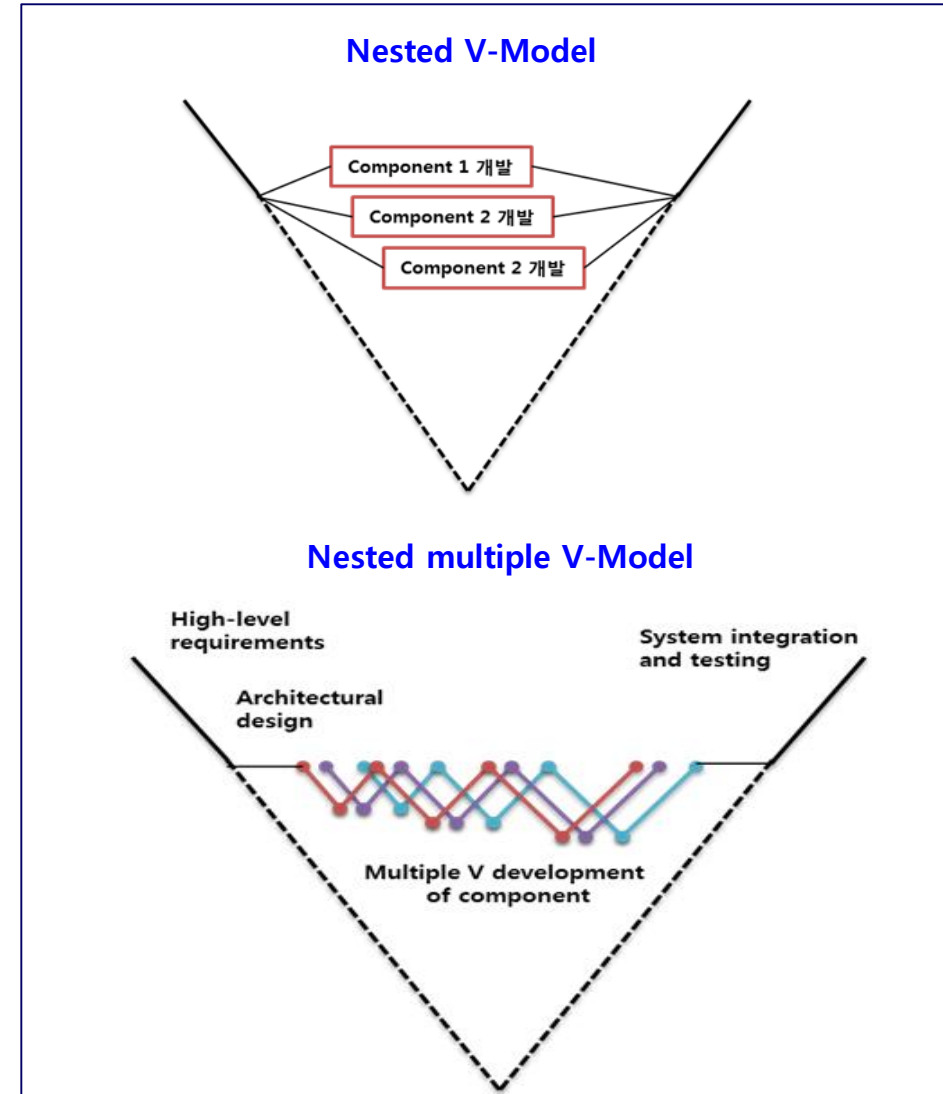 Nested V-Model
Component 1 개발
Component 2 개발
Component 2 개발
Nested multiple V-Model
High-level
requirements
System integration
and testing
Architectural
design
Multiple V development
of component